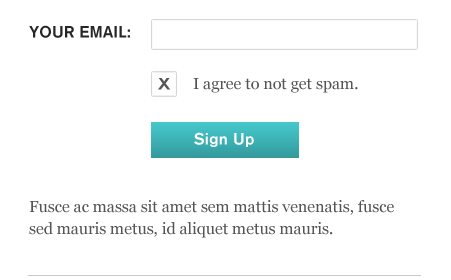 YOUR EMAIL:
X I agree to not get spam.
Sign Up
Fusce ac massa sit amet sem mattis venenatis, fusce
sed mauris metus, id aliquet metus mauris.